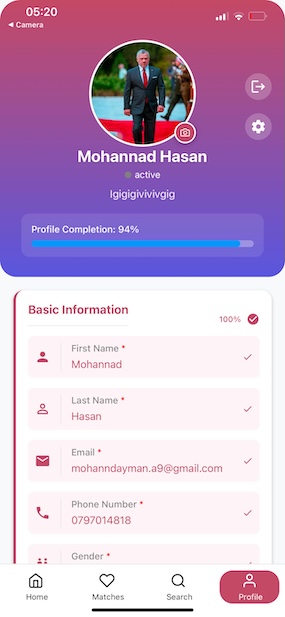 05:20
◀ Camera
Mohannad Hasan
active
Igigigivivivgig
Profile Completion: 94%
Basic Information
100%
First Name *
Mohannad
Last Name *
Hasan
Email *
mohanndayman.a9@gmail.com
Phone Number *
0797014818
Gender *
Home
Matches
Search
Profile